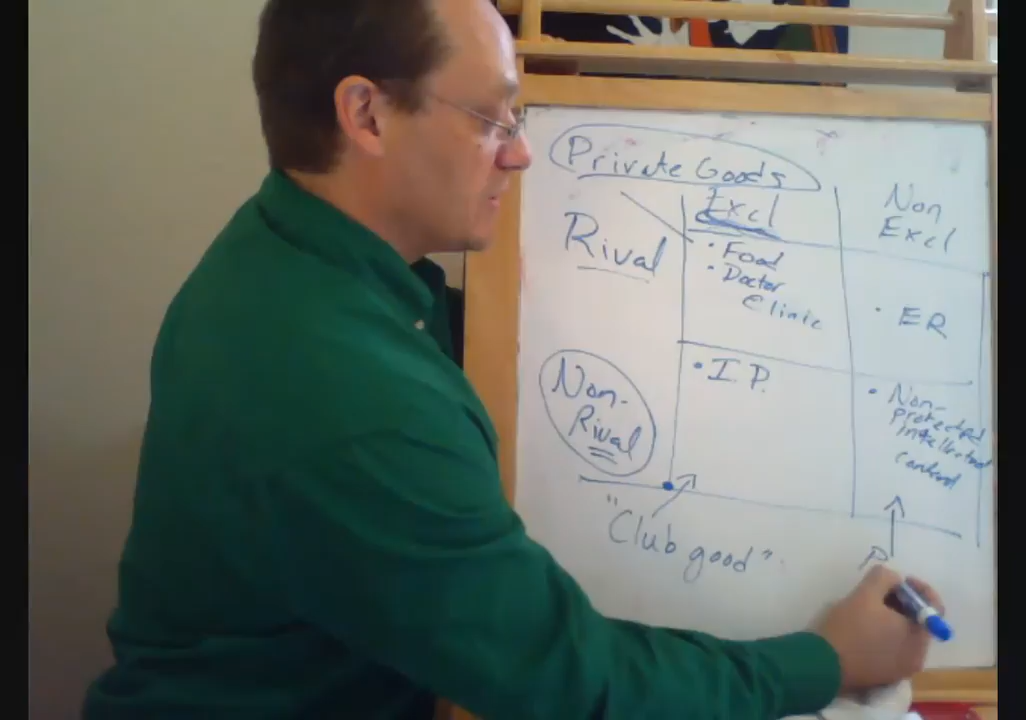 Private Goods
Excl
Non
Excl
Rival
• Food
• Doctor
Clinic
• ER
Non-
Rival
• I.P.
• Non-
protected
intellectual
content
"Club good"
P